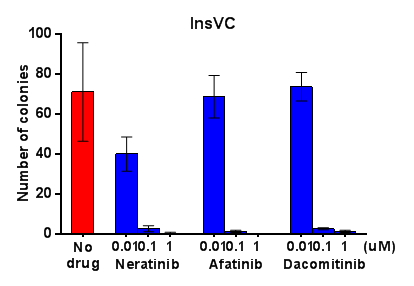 InsVC
Number of colonies
100
80
60
40
20
0
No drug
0.01 0.1 1 0.01 0.1 1 0.01 0.1 1 (uM)
Neratinib Afatinib Dacomitinib